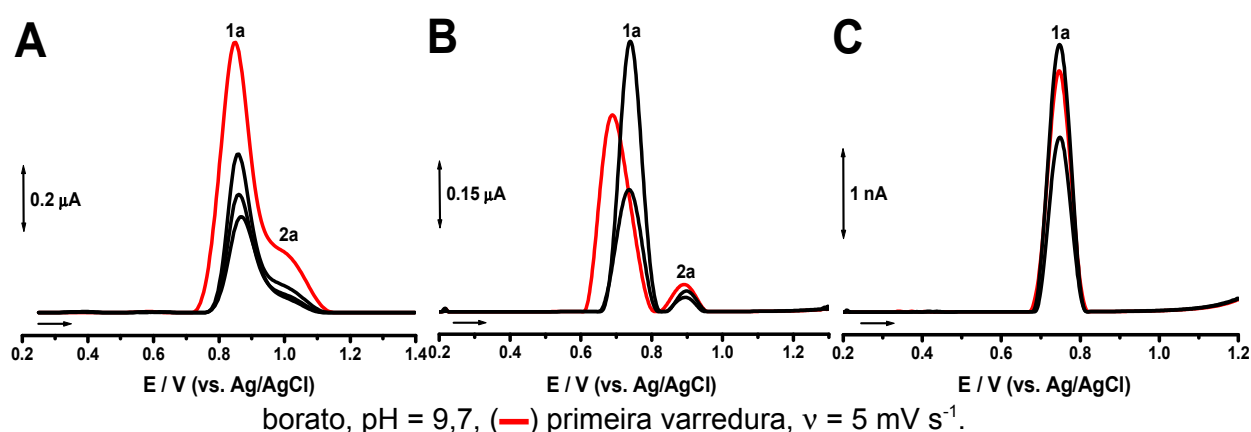 A
1a
2a
0.2 µA
0.2 0.4 0.6 0.8 1.0 1.2 1.4
E / V (vs. Ag/AgCl)
B
1a
2a
0.15 µA
0.2 0.4 0.6 0.8 1.0 1.2
E / V (vs. Ag/AgCl)
C
1a
1 nA
0.2 0.4 0.6 0.8 1.0 1.2
E / V (vs. Ag/AgCl)
borato, pH = 9,7, (—) primeira varredura, ν = 5 mV s⁻¹.